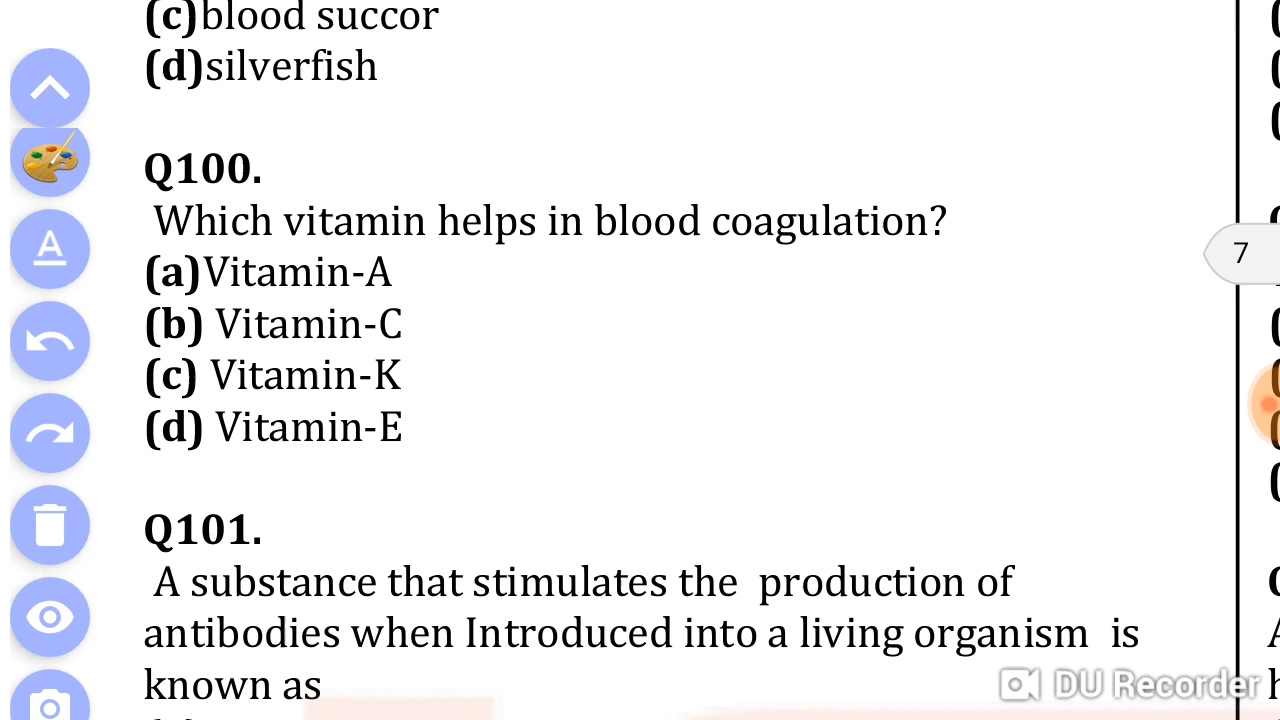 (c)blood succor
(d)silverfish
Q100.
Which vitamin helps in blood coagulation?
(a)Vitamin-A
(b) Vitamin-C
(c) Vitamin-K
(d) Vitamin-E
Q101.
A substance that stimulates the production of
antibodies when Introduced into a living organism is
known as
7
A
DU Recorder